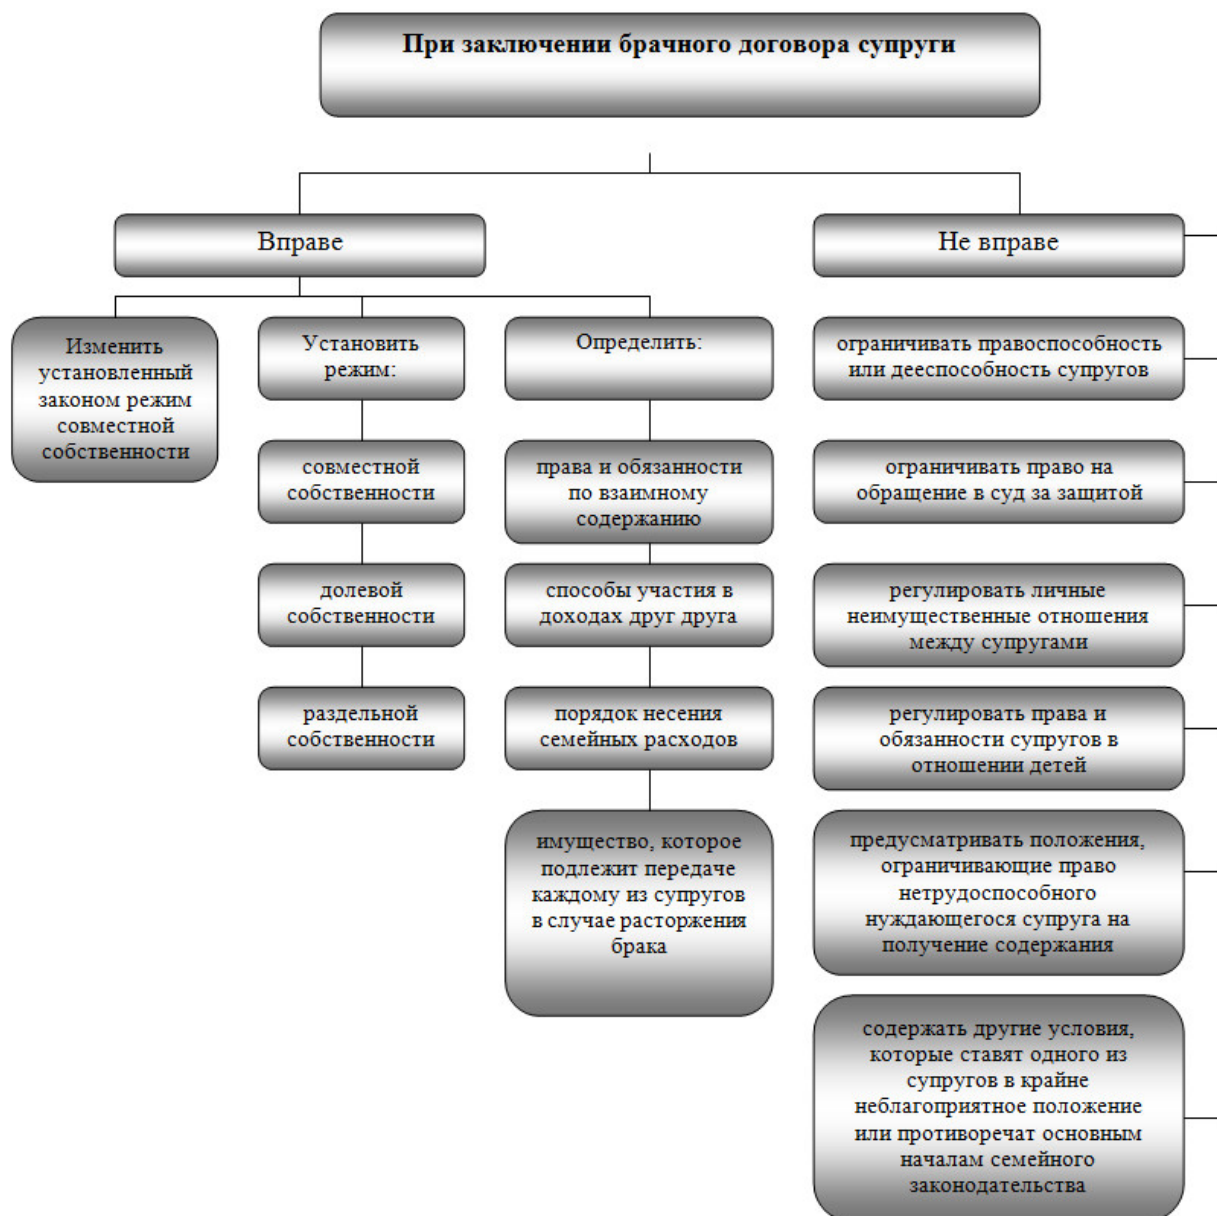 При заключении брачного договора супруги
Вправе
Изменить
установленный
законом режим
совместной
собственности
Установить
режим:
совместной
собственности
долевой
собственности
раздельной
собственности
Определить:
права и обязанности
по взаимному
содержанию
способы участия в
доходах друг друга
порядок несения
семейных расходов
имущество, которое
подлежит передаче
каждому из супругов
в случае расторжения
брака
Не вправе
ограничивать правоспособность
или дееспособность супругов
ограничивать право на
обращение в суд за защитой
регулировать личные
неимущественные отношения
между супругами
регулировать права и
обязанности супругов в
отношении детей
предусматривать положения,
ограничивающие право
нетрудоспособного
нуждающегося супруга на
получение содержания
содержать другие условия,
которые ставят одного из
супругов в крайне
неблагоприятное положение
или противоречат основным
началам семейного
законодательства